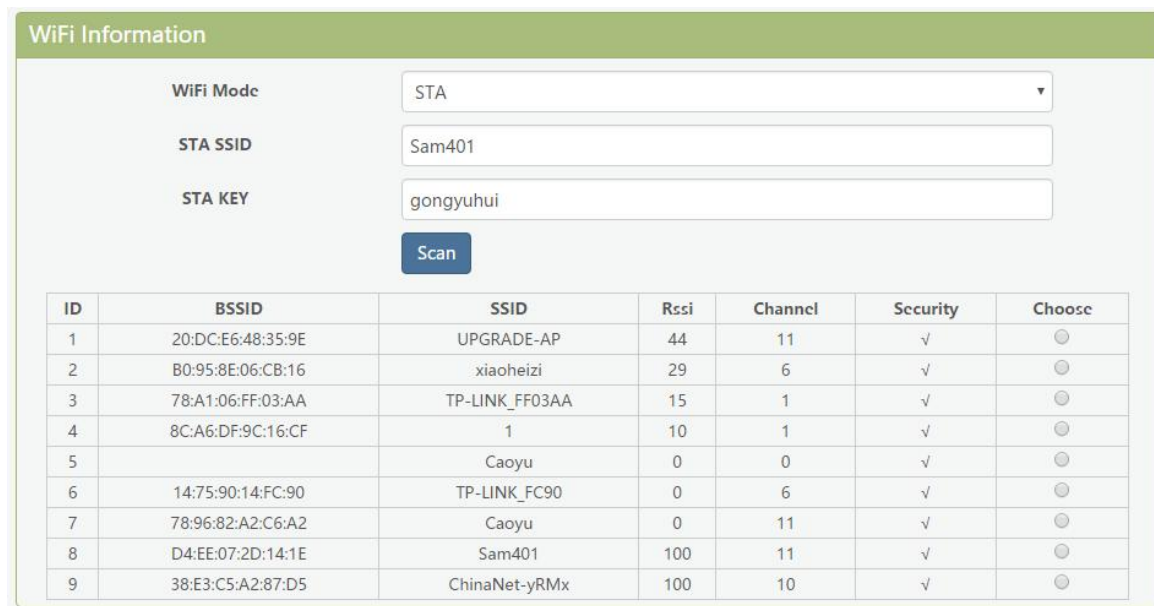 WiFi Information
WiFi Mode STA
STA SSID Sam401
STA KEY gongyuhui
Scan
ID BSSID SSID Rssi Channel Security Choose
1 20:DC:E6:48:35:9E UPGRADE-AP 44 11 √
2 B0:95:8E:06:CB:16 xiaoheizi 29 6 √
3 78:A1:06:FF:03:AA TP-LINK_FF03AA 15 1 √
4 8C:A6:DF:9C:16:CF 1 10 1 √
5 Caoyu 0 0 √
6 14:75:90:14:FC:90 TP-LINK_FC90 0 6 √
7 78:96:82:A2:C6:A2 Caoyu 0 11 √
8 D4:EE:07:2D:14:1E Sam401 100 11 √
9 38:E3:C5:A2:87:D5 ChinaNet-yRMx 100 10 √